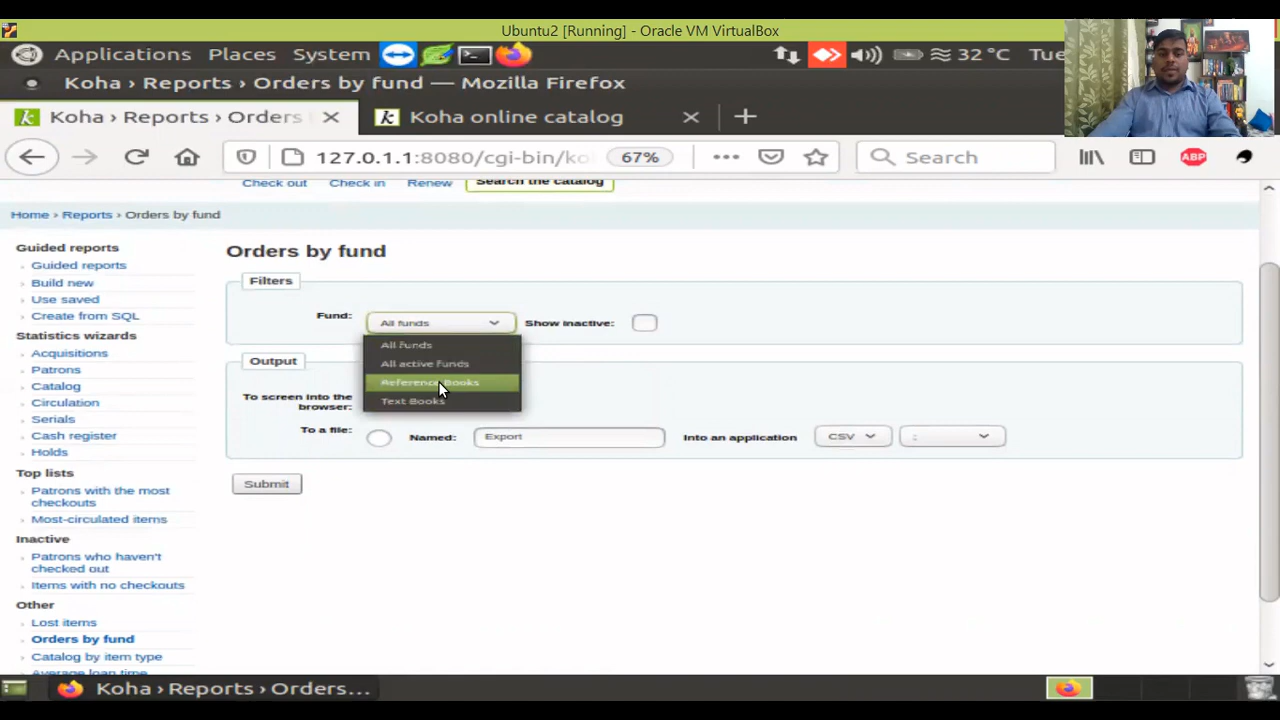 Ubuntu2 [Running] - Oracle VM VirtualBox
Applications Places System 32 °C Tue
Koha › Reports › Orders by fund — Mozilla Firefox
Koha › Reports › Orders
Koha online catalog
127.0.1.1:8080/cgi-bin/ko 67% Search ABP
Check out Check in Renew Search the catalog
Home › Reports › Orders by fund
Guided reports
Guided reports
Build new
Use saved
Create from SQL
Statistics wizards
Acquisitions
Patrons
Catalog
Circulation
Serials
Cash register
Holds
Top lists
Patrons with the most
checkouts
Most-circulated items
Inactive
Patrons who haven't
checked out
Items with no checkouts
Other
Lost items
Orders by fund
Catalog by item type
Average loan time
Orders by fund
Filters
Fund: All funds Show inactive:
All funds
All active funds
Reference Books
Text Books
Output
To screen into the
browser:
To a file: Named: Export Into an application CSV ;
Submit
Koha › Reports › Orders...